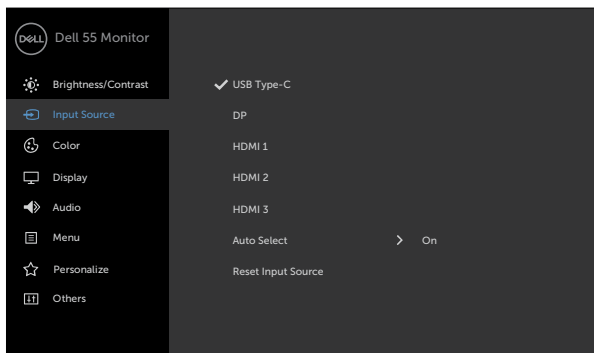 DELL Dell 55 Monitor
Brightness/Contrast
Input Source
Color
Display
Audio
Menu
Personalize
Others
USB Type-C
DP
HDMI 1
HDMI 2
HDMI 3
Auto Select > On
Reset Input Source